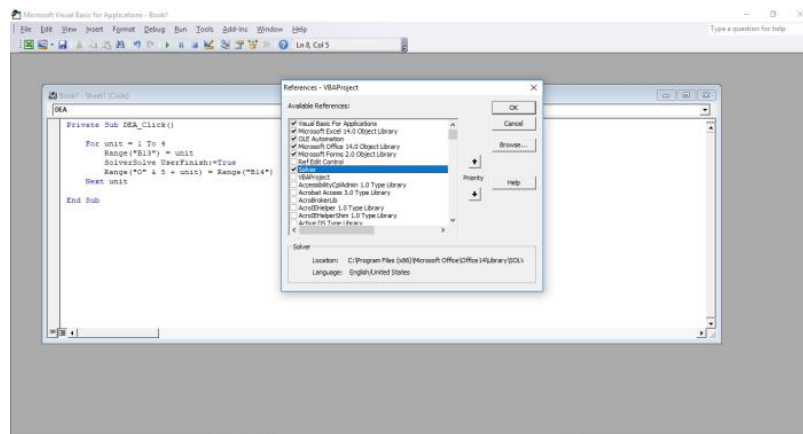 Microsoft Visual Basic for Applications - Book1
File Edit View Insert Format Debug Run Tools Add-Ins Window Help
Type a question for help
Ln 8, Col 5
Book1 - Sheet1 (Code)
DEA
Private Sub DEA_Click()
For unit = 1 To 4
Range("B13") = unit
SolverSolve UserFinish:=True
Range("O" & 5 + unit) = Range("B14")
Next unit
End Sub
References - VBAProject
Available References:
Visual Basic For Applications
Microsoft Excel 14.0 Object Library
OLE Automation
Microsoft Office 14.0 Object Library
Microsoft Forms 2.0 Object Library
Ref Edit Control
Solver
VBAProject
AccessibilityCplAdmin 1.0 Type Library
Acrobat Access 3.0 Type Library
AcroBrokerLib
AcroIEHelper 1.0 Type Library
AcroIEHelperShim 1.0 Type Library
Active DS Type Library
OK
Cancel
Browse...
Priority
Help
Solver
Location: C:\Program Files (x86)\Microsoft Office\Office14\Library\SOL
Language: English/United States